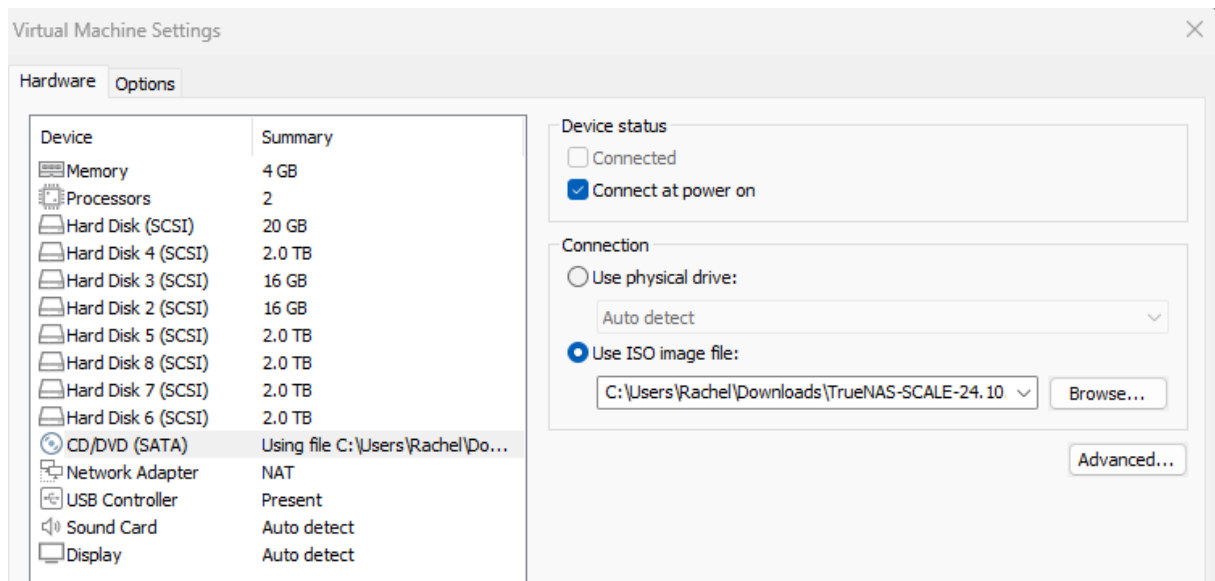 Virtual Machine Settings
Hardware Options
Device Summary
Memory 4 GB
Processors 2
Hard Disk (SCSI) 20 GB
Hard Disk 4 (SCSI) 2.0 TB
Hard Disk 3 (SCSI) 16 GB
Hard Disk 2 (SCSI) 16 GB
Hard Disk 5 (SCSI) 2.0 TB
Hard Disk 8 (SCSI) 2.0 TB
Hard Disk 7 (SCSI) 2.0 TB
Hard Disk 6 (SCSI) 2.0 TB
CD/DVD (SATA) Using file C:\Users\Rachel\Do...
Network Adapter NAT
USB Controller Present
Sound Card Auto detect
Display Auto detect
Device status
Connected
Connect at power on
Connection
Use physical drive:
Auto detect
Use ISO image file:
C:\Users\Rachel\Downloads\TrueNAS-SCALE-24.10 Browse...
Advanced...